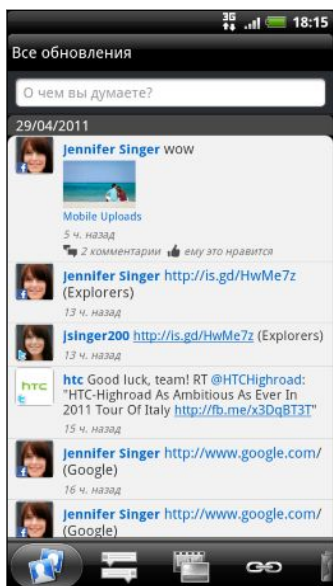 3G 18:15
Все обновления
О чем вы думаете?
29/04/2011
Jennifer Singer wow
Mobile Uploads
5 ч. назад
2 комментарии ему это нравится
Jennifer Singer http://is.gd/HwMe7z
(Explorers)
13 ч. назад
jsinger200 http://is.gd/HwMe7z (Explorers)
13 ч. назад
hTC
htc Good luck, team! RT @HTCHighroad:
"HTC-Highroad As Ambitious As Ever In
2011 Tour Of Italy http://fb.me/x3DqBT3T"
15 ч. назад
Jennifer Singer http://www.google.com/
(Google)
16 ч. назад
Jennifer Singer http://www.google.com/
(Google)